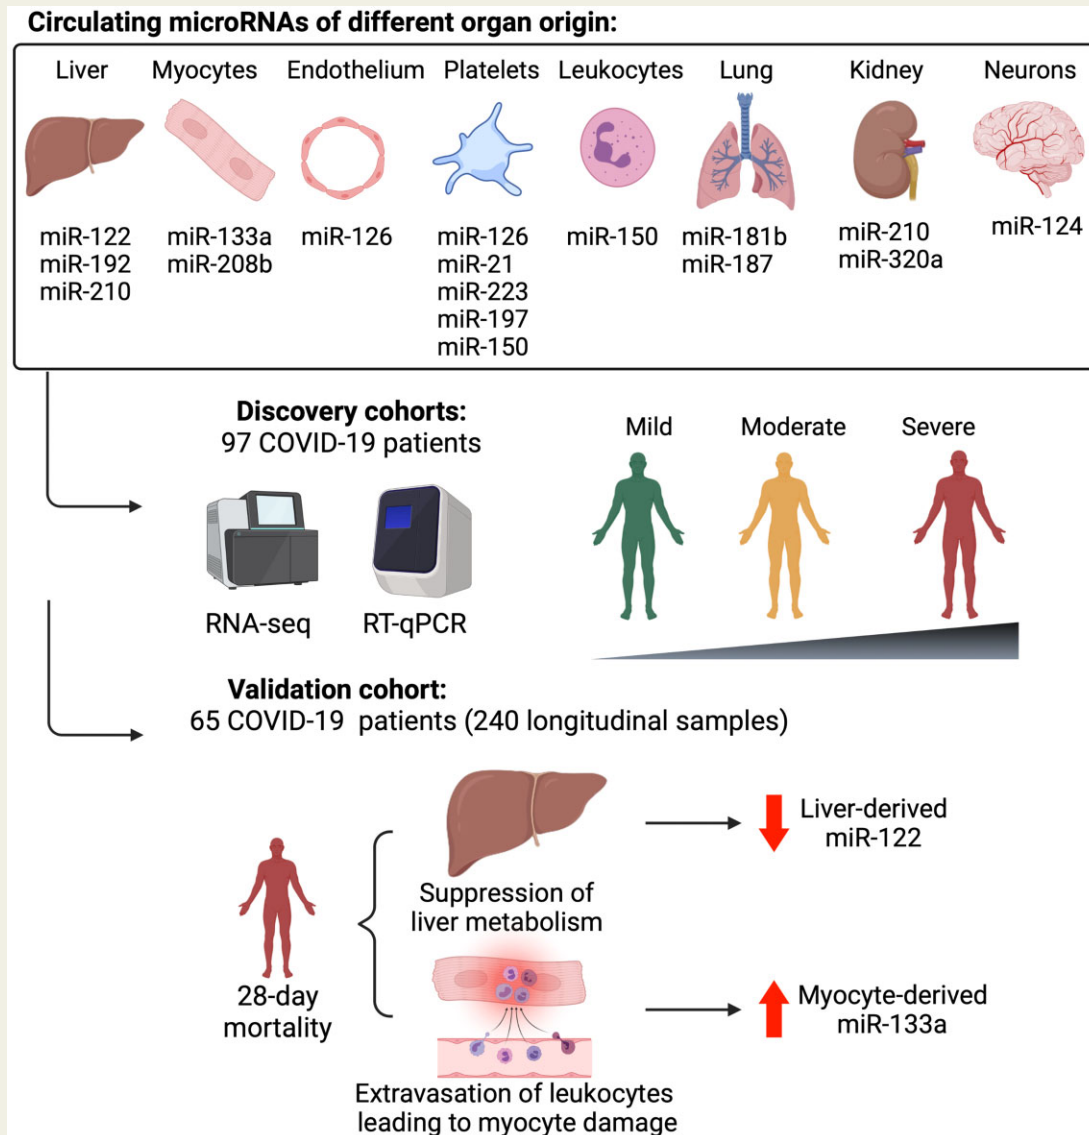 Circulating microRNAs of different organ origin:
Liver Myocytes Endothelium Platelets Leukocytes Lung Kidney Neurons
miR-122 miR-133a miR-126 miR-126 miR-150 miR-181b miR-210 miR-124
miR-192 miR-208b miR-21 miR-187 miR-320a
miR-210 miR-223
miR-197
miR-150
Discovery cohorts:
97 COVID-19 patients
Mild Moderate Severe
RNA-seq RT-qPCR
Validation cohort:
65 COVID-19 patients (240 longitudinal samples)
Liver-derived
miR-122
Suppression of
liver metabolism
28-day
mortality
Myocyte-derived
miR-133a
Extravasation of leukocytes
leading to myocyte damage